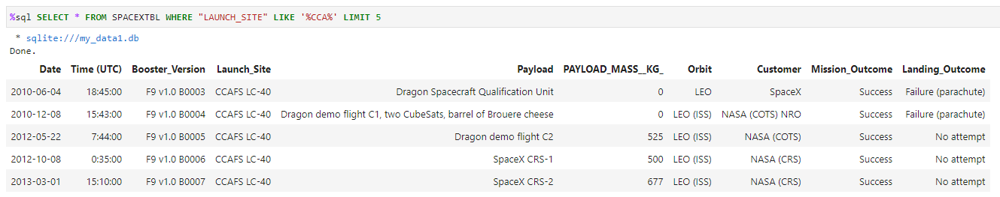 %sql SELECT * FROM SPACEXTBL WHERE "LAUNCH_SITE" LIKE '%CCA%' LIMIT 5
* sqlite:///my_data1.db
Done.
Date Time (UTC) Booster_Version Launch_Site Payload PAYLOAD_MASS__KG_ Orbit Customer Mission_Outcome Landing_Outcome
2010-06-04 18:45:00 F9 v1.0 B0003 CCAFS LC-40 Dragon Spacecraft Qualification Unit 0 LEO SpaceX Success Failure (parachute)
2010-12-08 15:43:00 F9 v1.0 B0004 CCAFS LC-40 Dragon demo flight C1, two CubeSats, barrel of Brouere cheese 0 LEO (ISS) NASA (COTS) NRO Success Failure (parachute)
2012-05-22 7:44:00 F9 v1.0 B0005 CCAFS LC-40 Dragon demo flight C2 525 LEO (ISS) NASA (COTS) Success No attempt
2012-10-08 0:35:00 F9 v1.0 B0006 CCAFS LC-40 SpaceX CRS-1 500 LEO (ISS) NASA (CRS) Success No attempt
2013-03-01 15:10:00 F9 v1.0 B0007 CCAFS LC-40 SpaceX CRS-2 677 LEO (ISS) NASA (CRS) Success No attempt